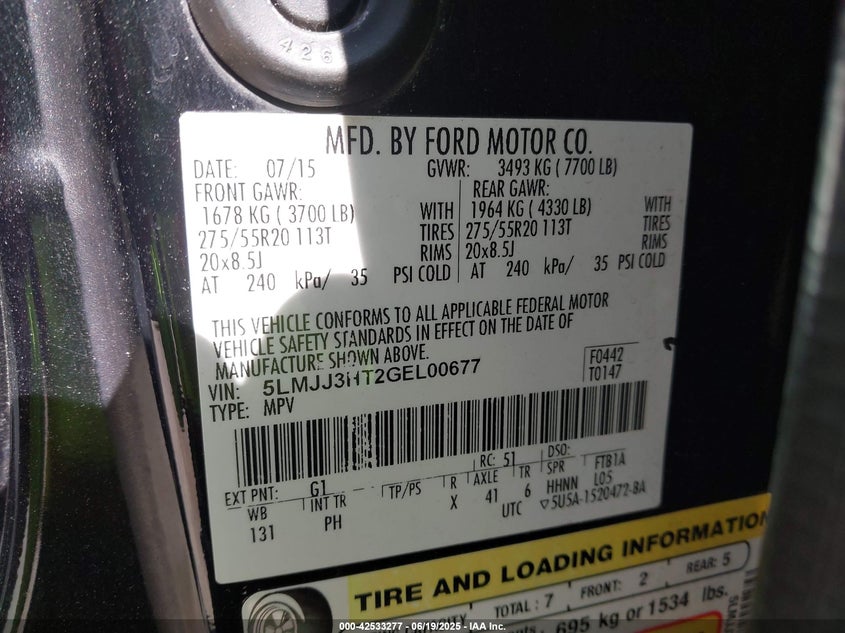 426
MFD. BY FORD MOTOR CO.
DATE: 07/15 GVWR: 3493 KG ( 7700 LB)
FRONT GAWR: REAR GAWR:
1678 KG ( 3700 LB) WITH 1964 KG ( 4330 LB) WITH
275/55R20 113T TIRES 275/55R20 113T TIRES
20x8.5J RIMS 20x8.5J RIMS
AT 240 kPa/ 35 PSI COLD AT 240 kPa/ 35 PSI COLD
THIS VEHICLE CONFORMS TO ALL APPLICABLE FEDERAL MOTOR
VEHICLE SAFETY STANDARDS IN EFFECT ON THE DATE OF
MANUFACTURE SHOWN ABOVE.
VIN: 5LMJJ3HT2GEL00677 F0442
TYPE: MPV T0147
EXT PNT: G1 RC: 51 DSO:
WB INT TR TP/PS R AXLE TR SPR FTB1A
131 PH X 41 6 HHNN L05
UTC 5U5A-1520472-BA
TIRE AND LOADING INFORMATION
TOTAL : 7 FRONT: 2 REAR: 5
695 kg or 1534 lbs.
000-42533277 - 06/19/2025 - IAA Inc.